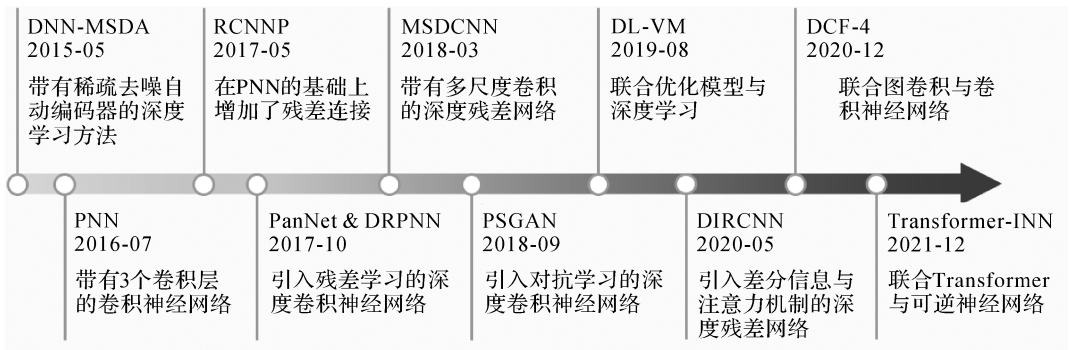 DNN-MSDA
2015-05
带有稀疏去噪自
动编码器的深度
学习方法
RCNNP
2017-05
在PNN的基础上
增加了残差连接
MSDCNN
2018-03
带有多尺度卷积
的深度残差网络
DL-VM
2019-08
联合优化模型与
深度学习
DCF-4
2020-12
联合图卷积与卷
积神经网络
PNN
2016-07
带有3个卷积层
的卷积神经网络
PanNet & DRPNN
2017-10
引入残差学习的深
度卷积神经网络
PSGAN
2018-09
引入对抗学习的深
度卷积神经网络
DIRCNN
2020-05
引入差分信息与
注意力机制的深
度残差网络
Transformer-INN
2021-12
联合Transformer
与可逆神经网络